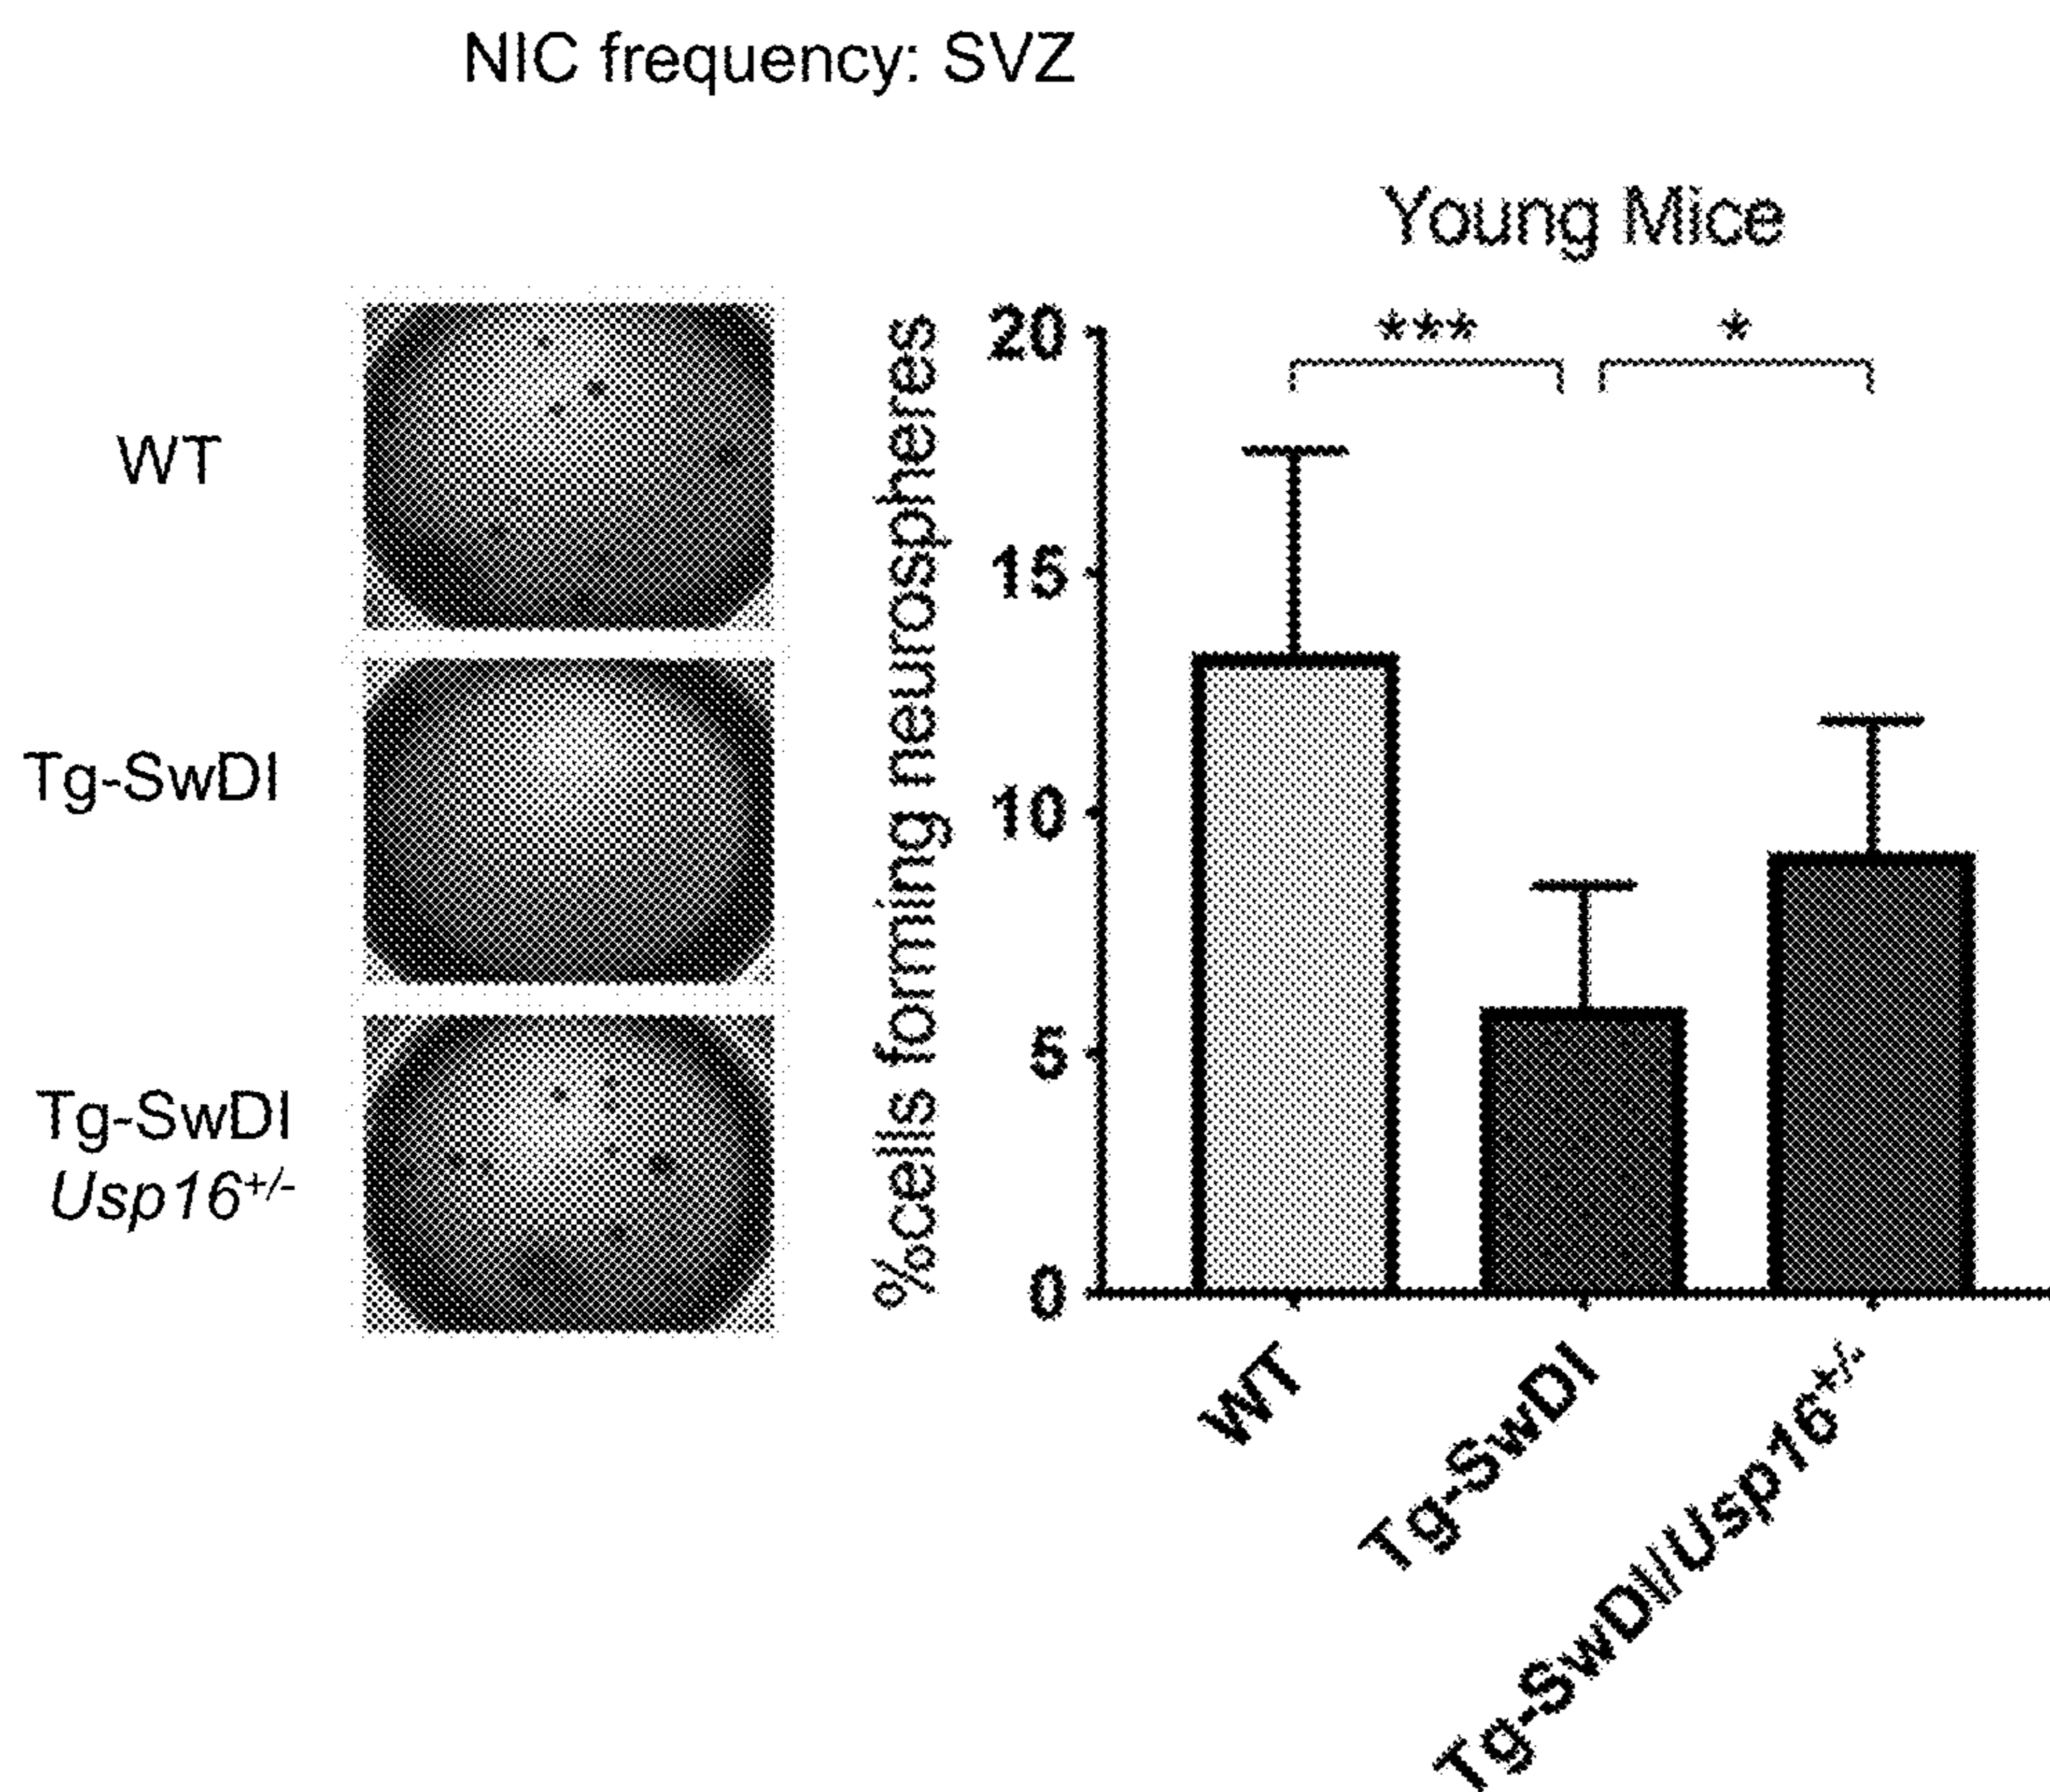 NIC frequency: SVZ
WT
Tg-SwDI
Tg-SwDI
Usp16+/-
Young Mice
*** *
%cells forming neurospheres
20
15
10
5
0
WT
Tg-SwDI
Tg-SwDI/Usp16+/-